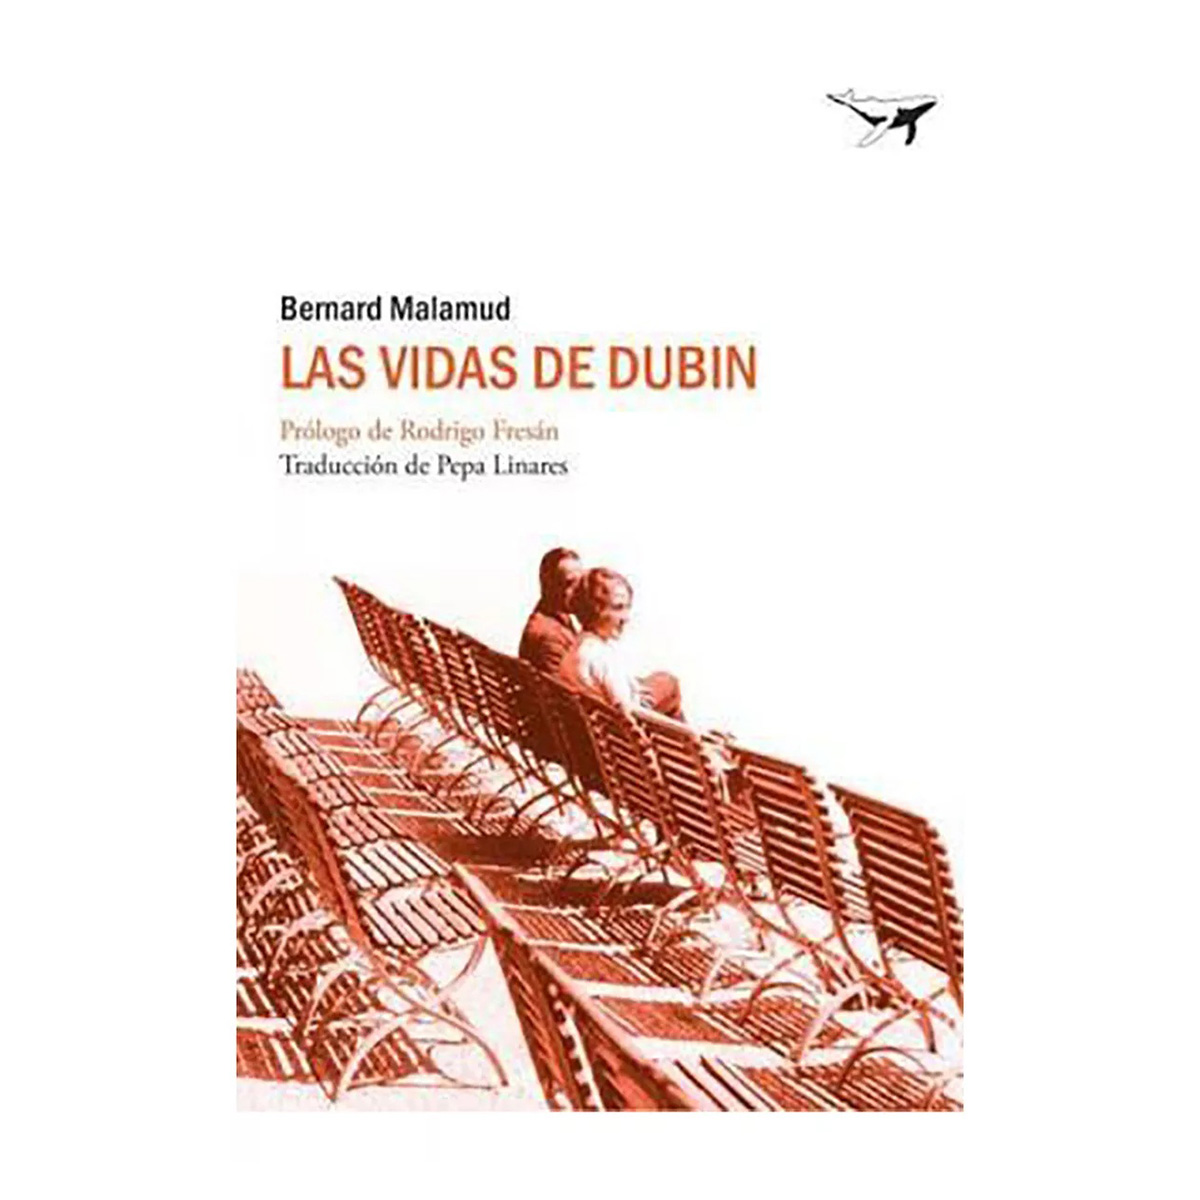 Bernard Malamud
LAS VIDAS DE DUBIN
Prólogo de Rodrigo Fresán
Traducción de Pepa Linares